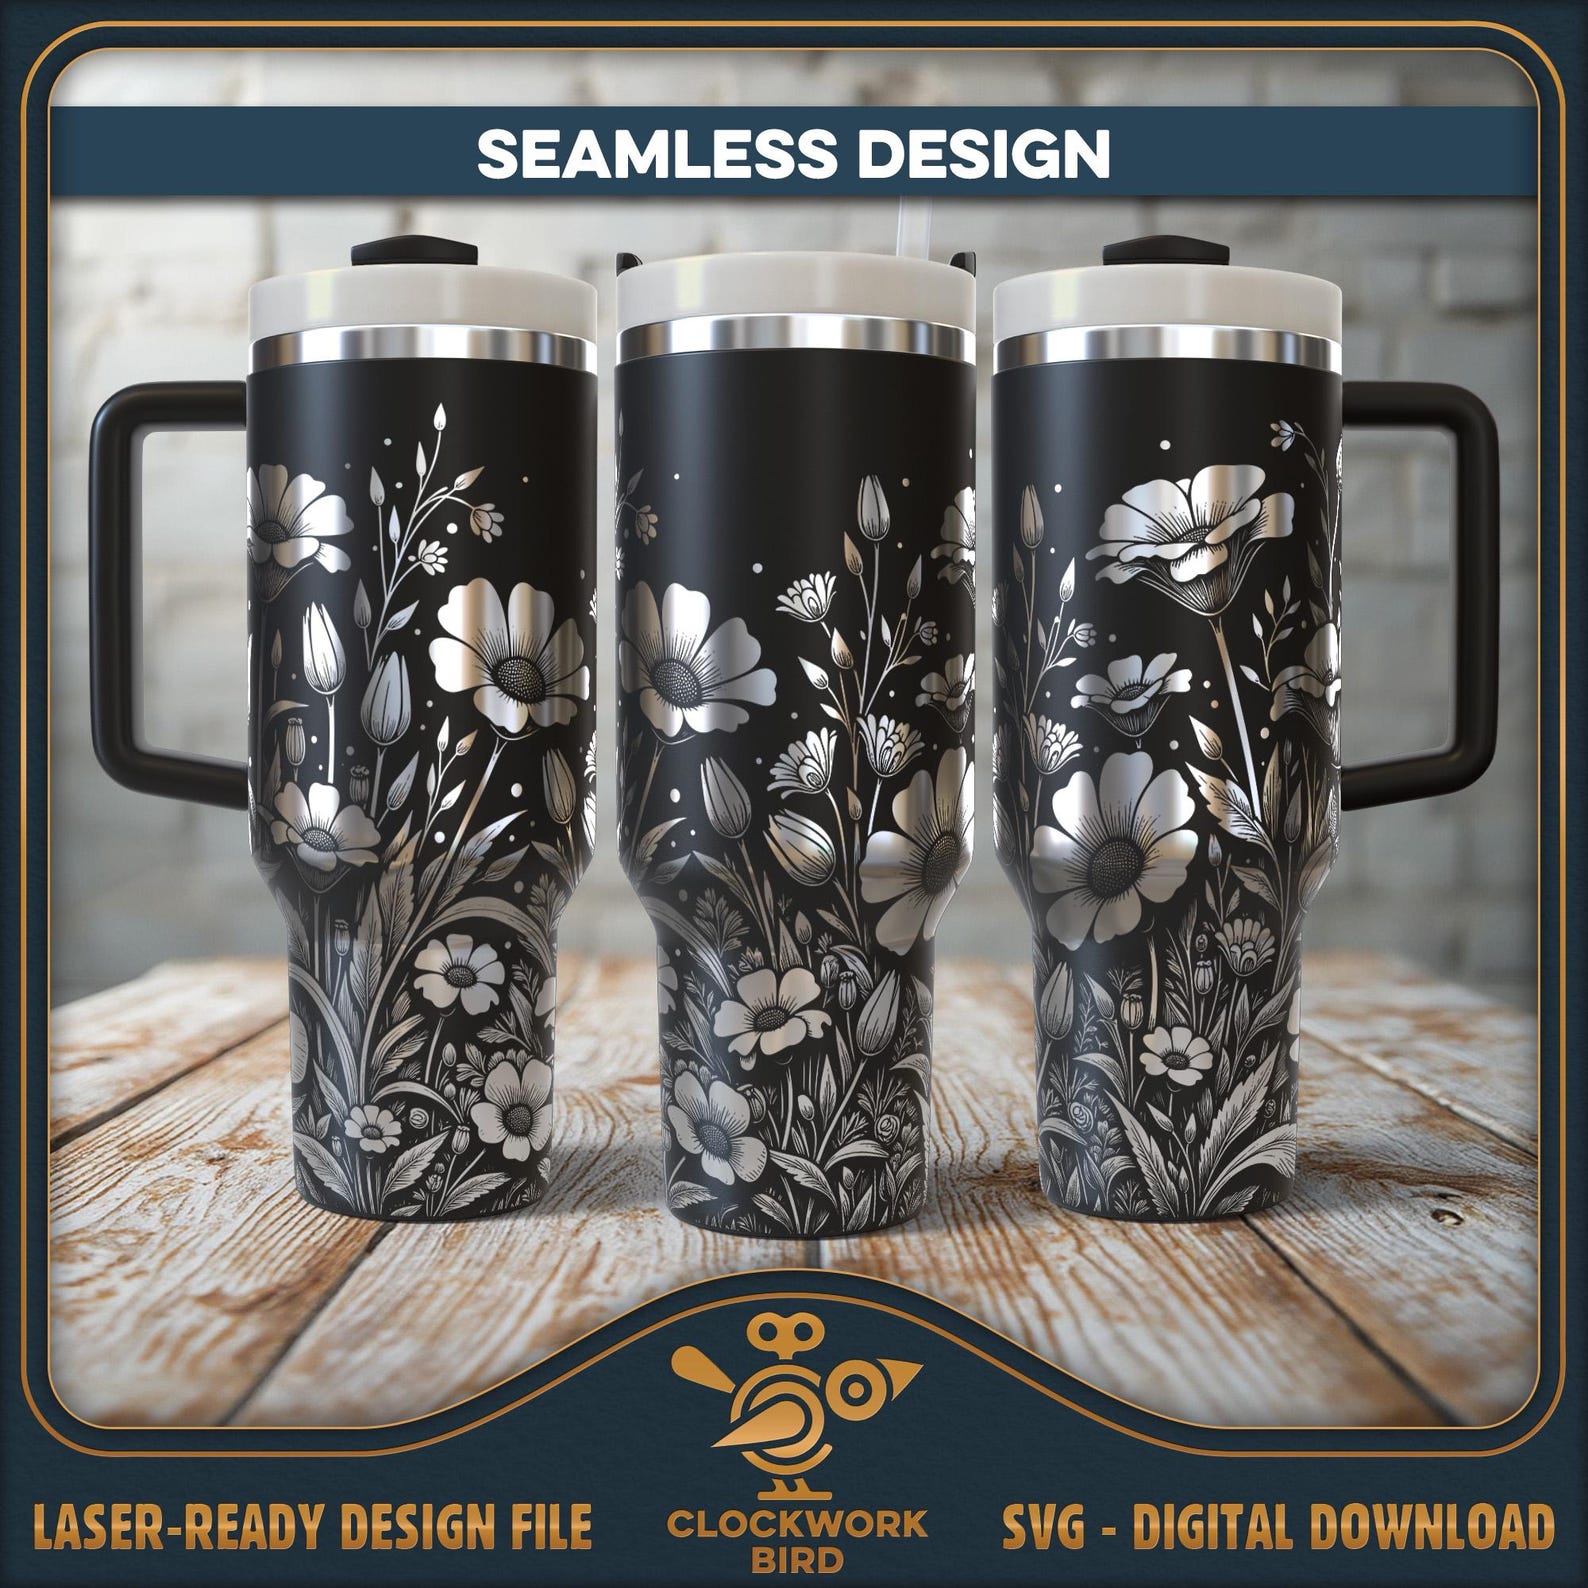 SEAMLESS DESIGN
LASER-READY DESIGN FILE
CLOCKWORK
BIRD
SVG - DIGITAL DOWNLOAD